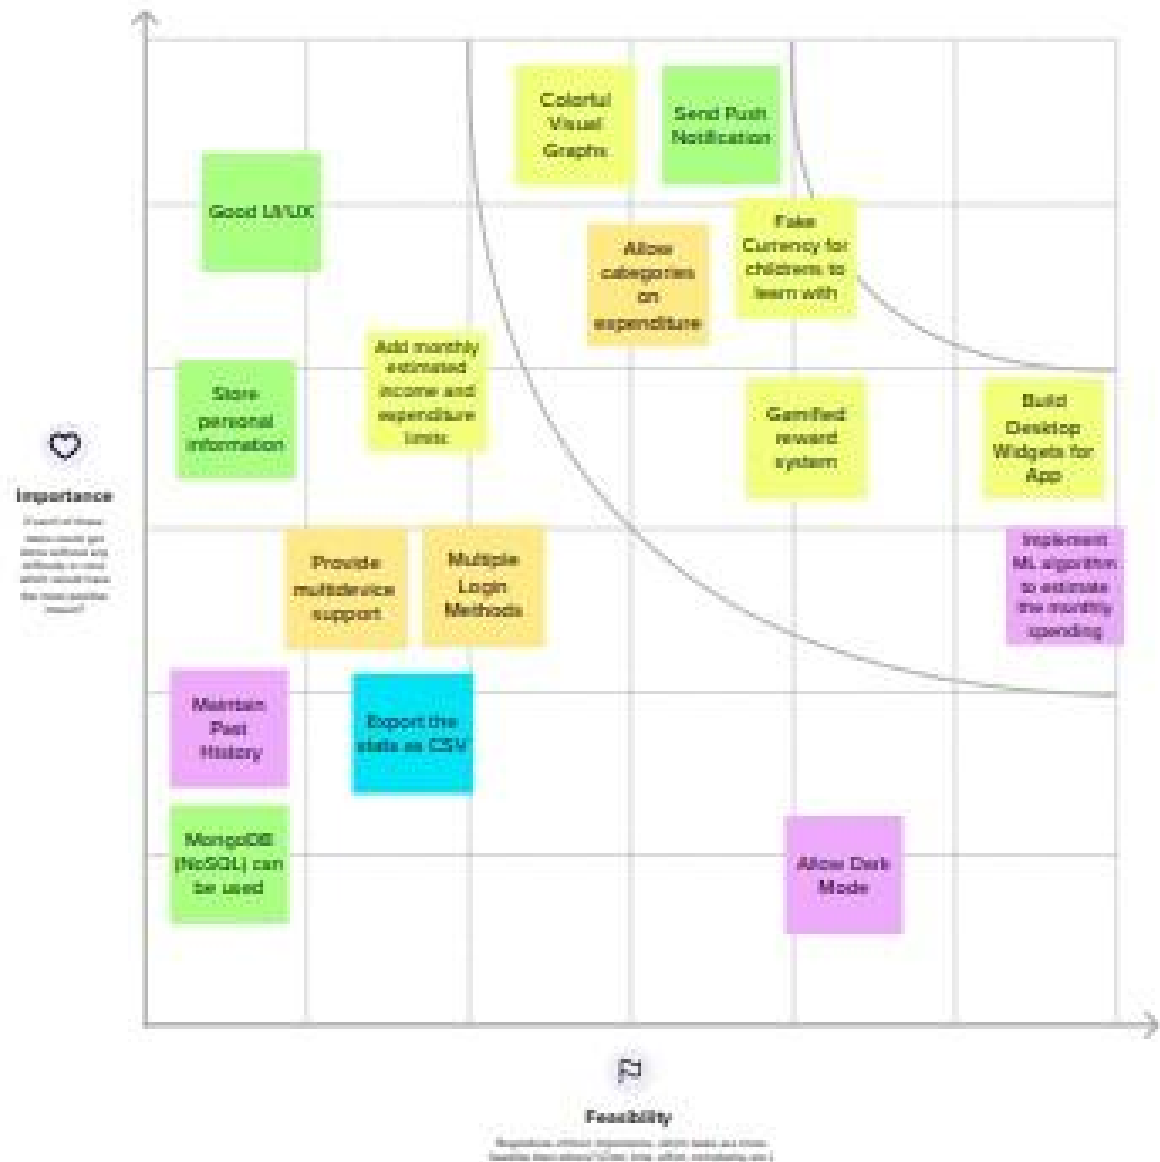 Colorful
Visual
Graphs
Send Push
Notification
Good UI/UX
Fake
Currency for
childrens to
learn with
Allow
categories
on
expenditure
Add monthly
estimated
income and
expenditure
limits
Store
personal
information
Gamified
reward
system
Build
Desktop
Widgets for
App
Importance
Provide
multidevice
support
Multiple
Login
Methods
Implement
ML algorithm
to estimate
the monthly
spending
Maintain
Past
History
Export the
stats as CSV
MongoDB
(NoSQL) can
be used
Allow Dark
Mode
Feasibility